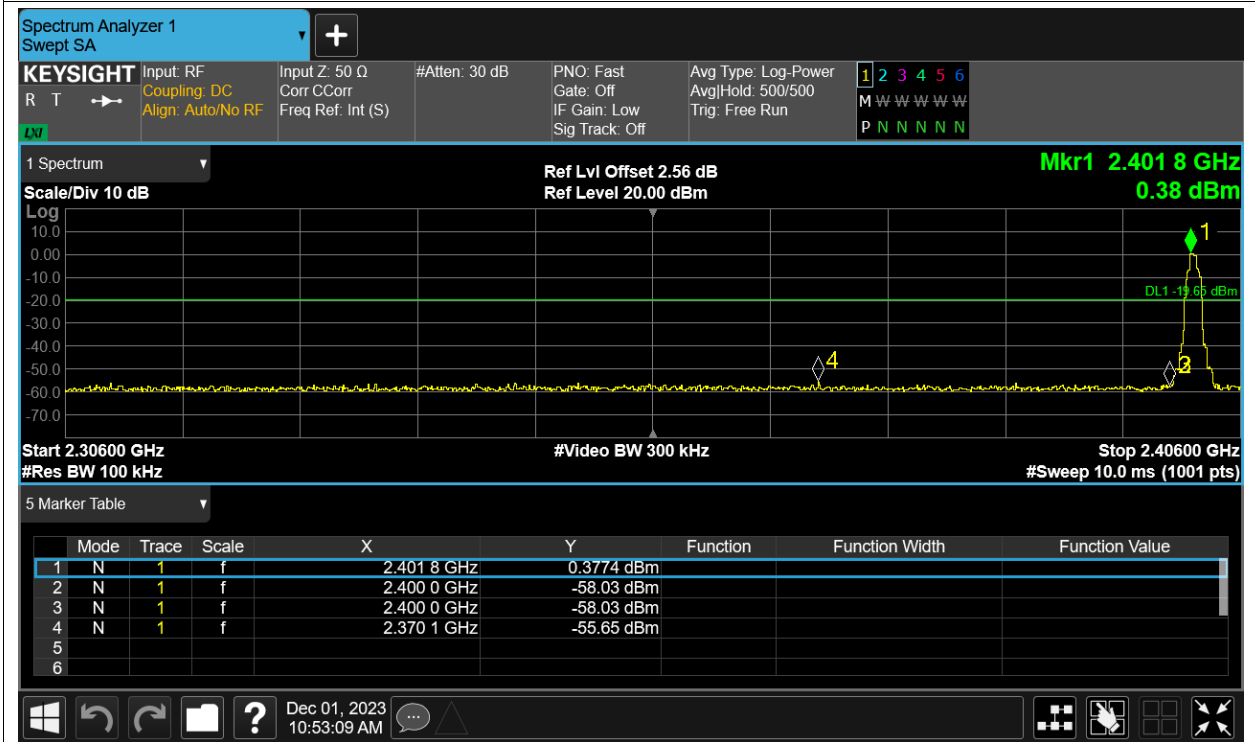 Spectrum Analyzer 1
Swept SA
+
KEYSIGHT Input: RF Input Z: 50 Ω #Atten: 30 dB PNO: Fast Avg Type: Log-Power 1 2 3 4 5 6
R T Coupling: DC Corr CCorr Gate: Off Avg|Hold: 500/500 M W W W W W
Align: Auto/No RF Freq Ref: Int (S) IF Gain: Low Trig: Free Run
LXI Sig Track: Off P N N N N N
1 Spectrum Ref Lvl Offset 2.56 dB Mkr1 2.401 8 GHz
Scale/Div 10 dB Ref Level 20.00 dBm 0.38 dBm
Log
10.0 1
0.00
-10.0
DL1 -19.65 dBm
-20.0
-30.0
-40.0
4
-50.0
-60.0
-70.0
Start 2.30600 GHz #Video BW 300 kHz Stop 2.40600 GHz
#Res BW 100 kHz #Sweep 10.0 ms (1001 pts)
5 Marker Table
Mode Trace Scale X Y Function Function Width Function Value
1 N 1 f 2.401 8 GHz 0.3774 dBm
2 N 1 f 2.400 0 GHz -58.03 dBm
3 N 1 f 2.400 0 GHz -58.03 dBm
4 N 1 f 2.370 1 GHz -55.65 dBm
5
6
? Dec 01, 2023
10:53:09 AM